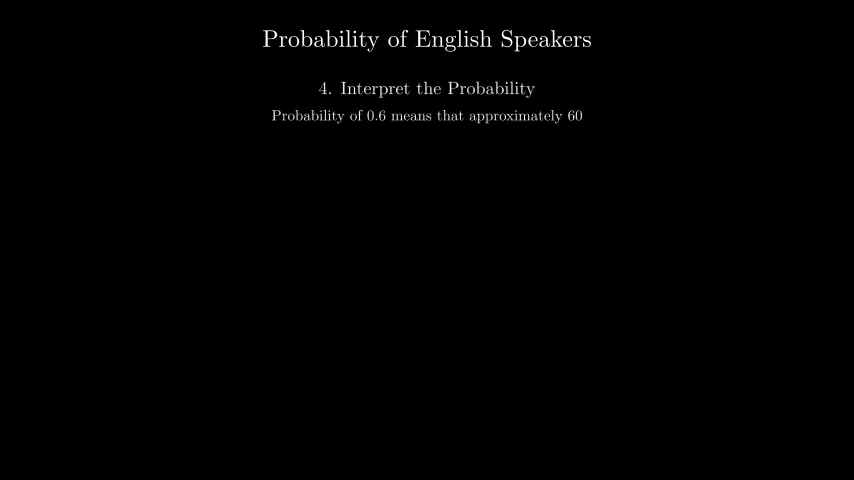 Probability of English Speakers
4. Interpret the Probability
Probability of 0.6 means that approximately 60